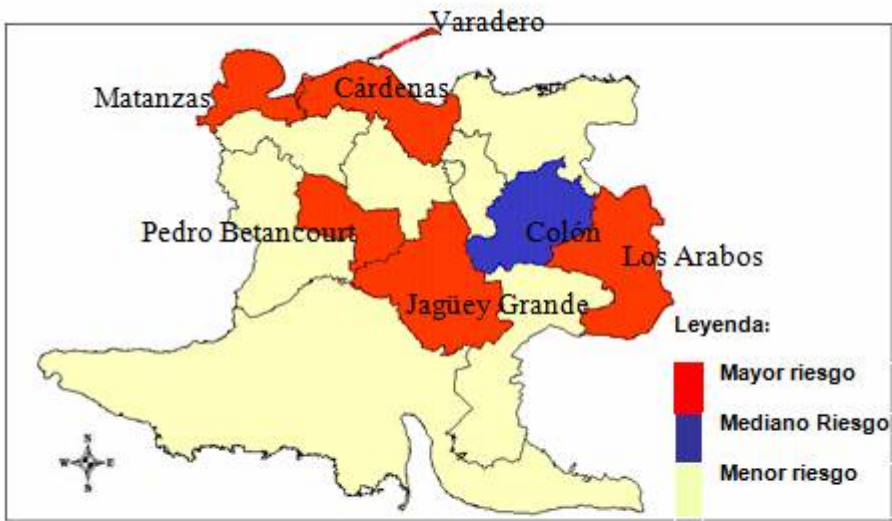 Varadero
Matanzas
Cárdenas
Pedro Betancourt
Colón
Los Arabos
Jagüey Grande
Leyenda:
Mayor riesgo
Mediano Riesgo
Menor riesgo
N
W E
S